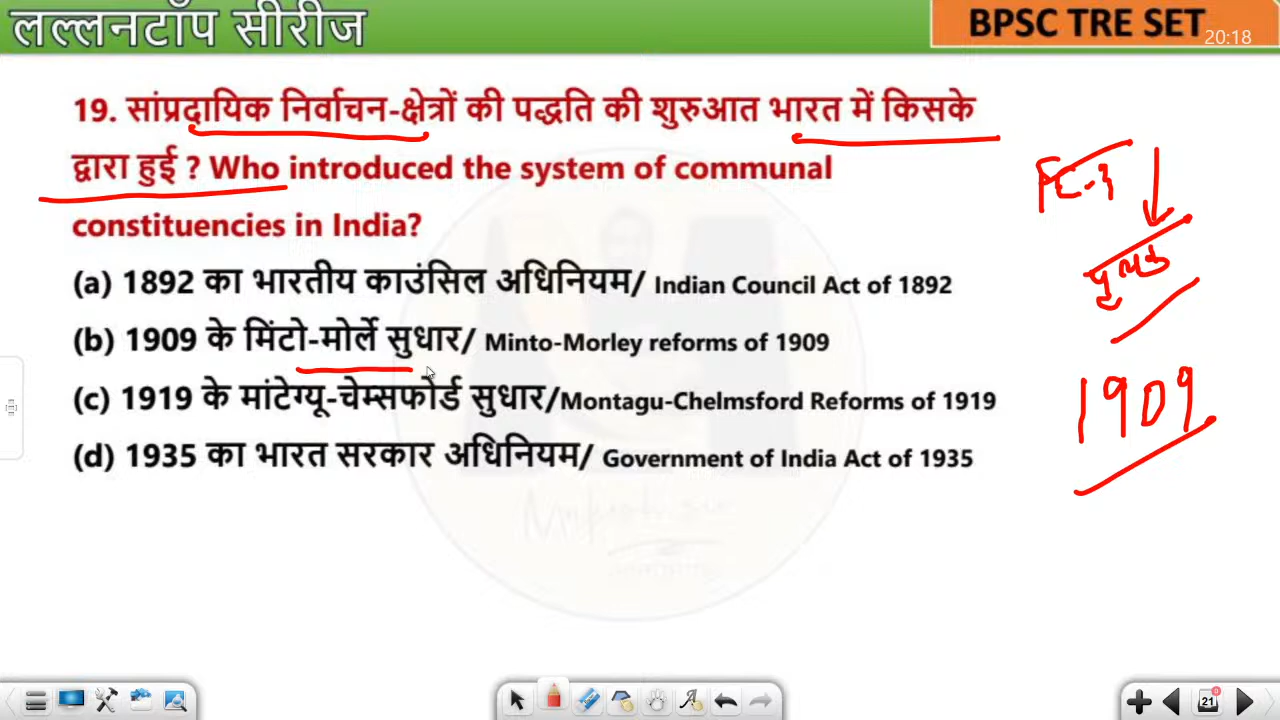 लल्लनटॉप सीरीज
BPSC TRE SET
20:18
19. सांप्रदायिक निर्वाचन-क्षेत्रों की पद्धति की शुरुआत भारत में किसके
द्वारा हुई ? Who introduced the system of communal
constituencies in India?
(a) 1892 का भारतीय काउंसिल अधिनियम/ Indian Council Act of 1892
(b) 1909 के मिंटो-मोर्ले सुधार/ Minto-Morley reforms of 1909
(c) 1919 के मांटेग्यू-चेम्सफोर्ड सुधार/Montagu-Chelmsford Reforms of 1919
(d) 1935 का भारत सरकार अधिनियम/ Government of India Act of 1935
1909
21